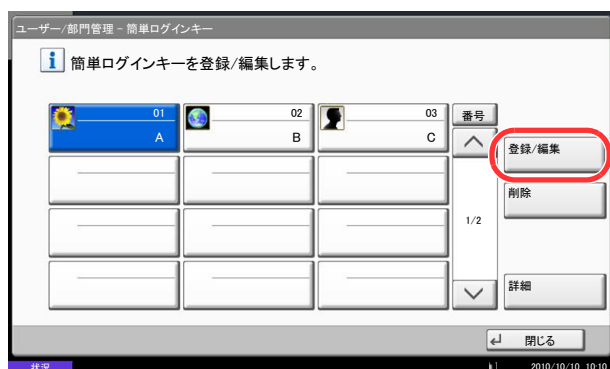 ユーザー/部門管理 - 簡単ログインキー
簡単ログインキーを登録/編集します。
01
A
02
B
03
C
番号
登録/編集
削除
1/2
詳細
閉じる
状況
2010/10/10 10:10